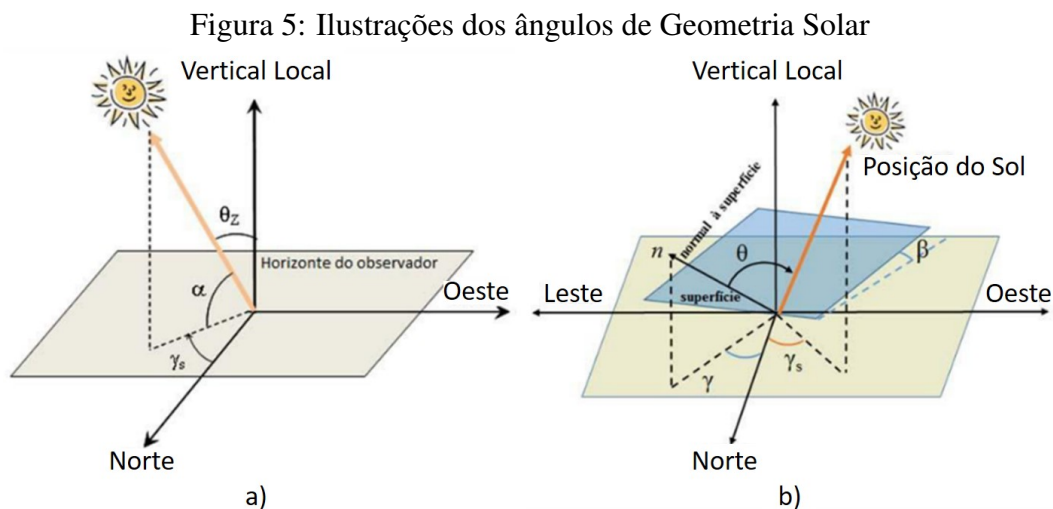 Figura 5: Ilustrações dos ângulos de Geometria Solar
Vertical Local
θZ
Horizonte do observador
α
Oeste
γs
Norte
a)
Vertical Local
Posição do Sol
normal à superfície
n
θ
β
superfície
Leste
Oeste
γ
γs
Norte
b)